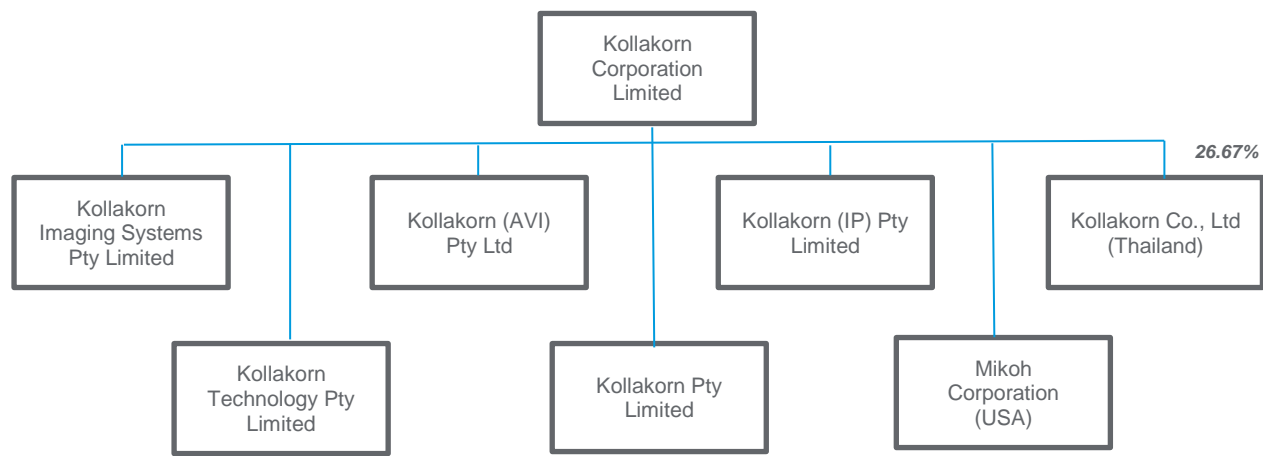 Kollakorn
Corporation
Limited
26.67%
Kollakorn
Imaging Systems
Pty Limited
Kollakorn (AVI)
Pty Ltd
Kollakorn (IP) Pty
Limited
Kollakorn Co., Ltd
(Thailand)
Kollakorn
Technology Pty
Limited
Kollakorn Pty
Limited
Mikoh
Corporation
(USA)